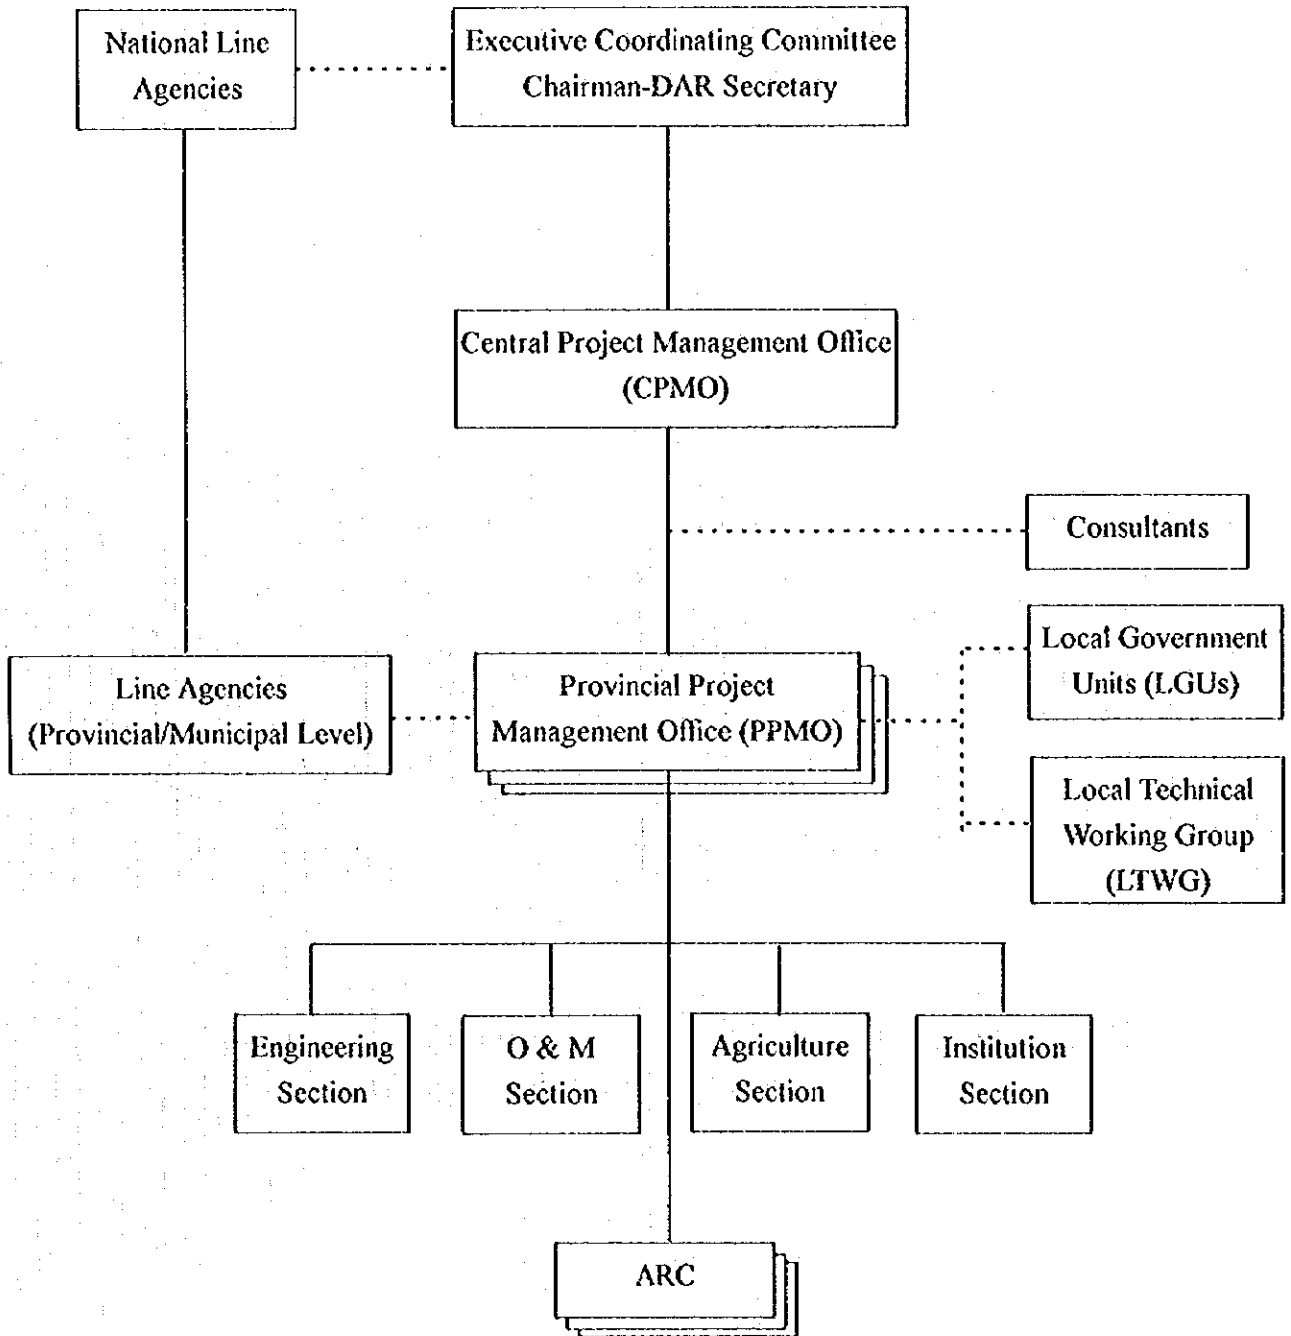 National Line
Agencies
Executive Coordinating Committee
Chairman-DAR Secretary
Central Project Management Office
(CPMO)
Consultants
Local Government
Units (LGUs)
Line Agencies
(Provincial/Municipal Level)
Provincial Project
Management Office (PPMO)
Local Technical
Working Group
(LTWG)
Engineering
Section
O & M
Section
Agriculture
Section
Institution
Section
ARC